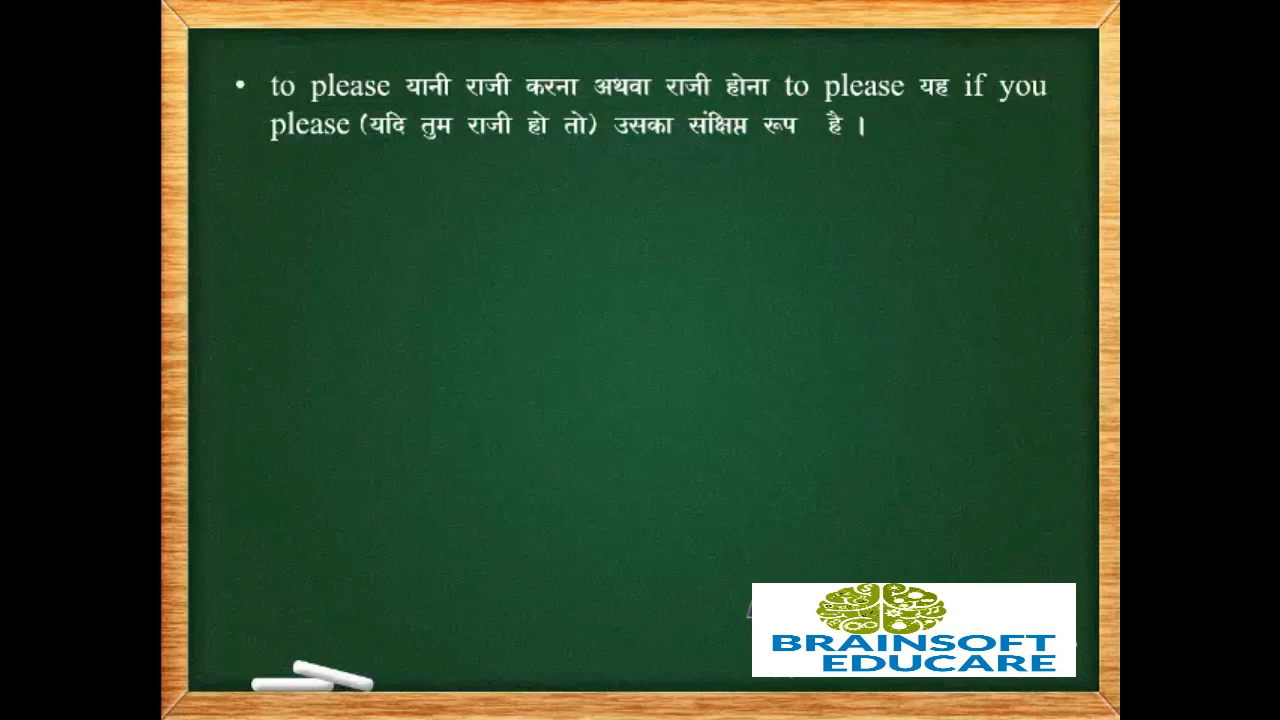 • to please यानी राजी करना अथवा राजी होना to please यह if you
please (यदि तुम राजी हो तो) उसका संक्षिप्त रूप है ।
BRAINSOFT
EDUCARE